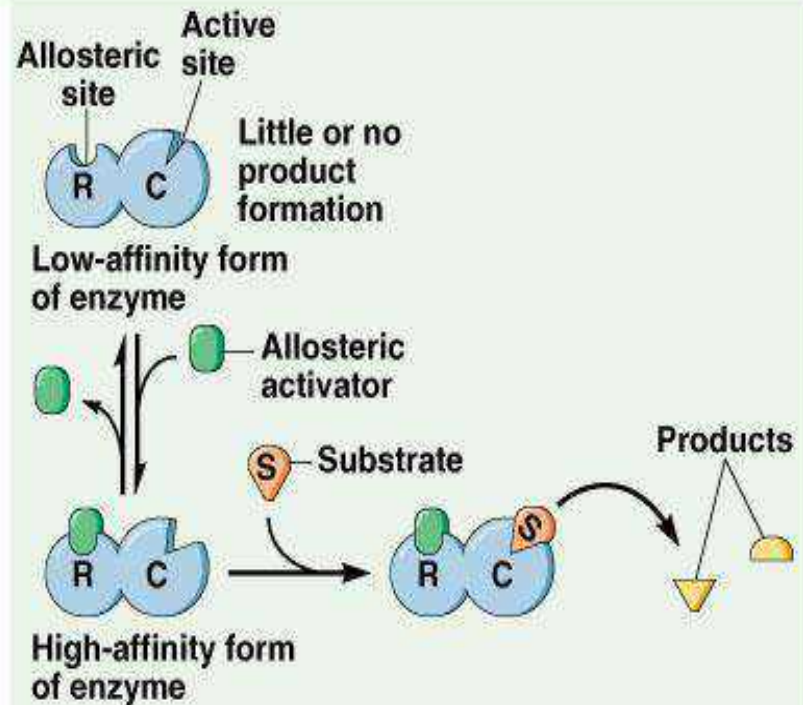 Allosteric
site
Active
site
R
C
Little or no
product
formation
Low-affinity form
of enzyme
Allosteric
activator
S
Substrate
Products
R
C
R
C
S
High-affinity form
of enzyme